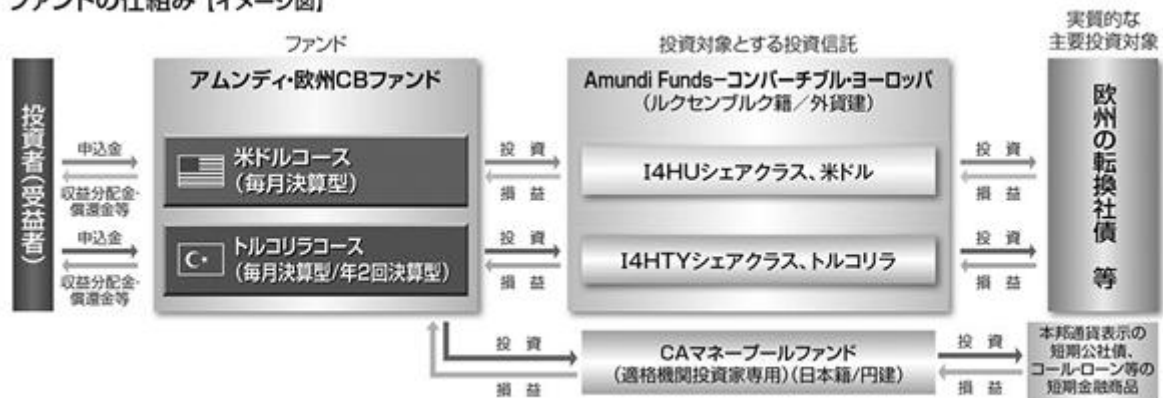 ファンドの仕組み【イメージ図】
ファンド
投資対象とする投資信託
実質的な
主要投資対象
投資者(受益者)
申込金
収益分配金・
償還金等
申込金
収益分配金・
償還金等
アムンディ・欧州CBファンド
米ドルコース
(毎月決算型)
トルコリラコース
(毎月決算型/年2回決算型)
投資
損益
投資
損益
Amundi Funds-コンバーチブル・ヨーロッパ
(ルクセンブルク籍/外貨建)
I4HUシェアクラス、米ドル
I4HTYシェアクラス、トルコリラ
投資
損益
投資
損益
欧州の転換社債 等
投資
損益
CAマネープールファンド
(適格機関投資家専用)(日本籍/円建)
投資
損益
本邦通貨表示の
短期公社債、
コール・ローン等の
短期金融商品